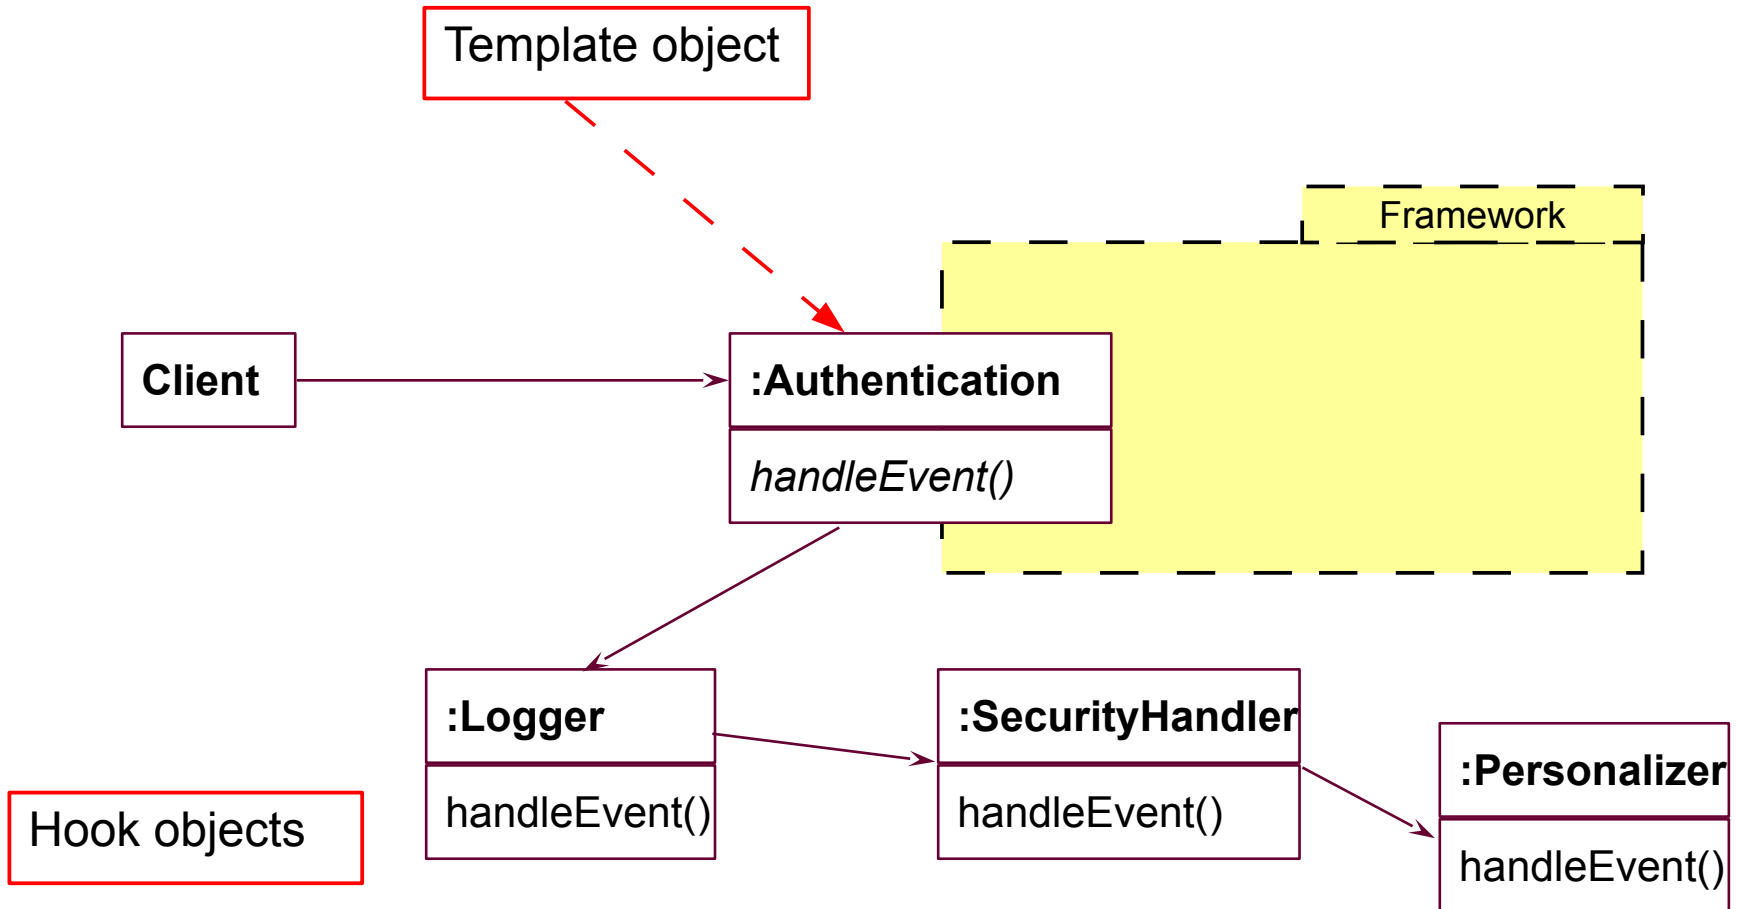 Template object
Framework
Client
:Authentication
handleEvent()
:Logger
handleEvent()
:SecurityHandler
handleEvent()
:Personalizer
handleEvent()
Hook objects